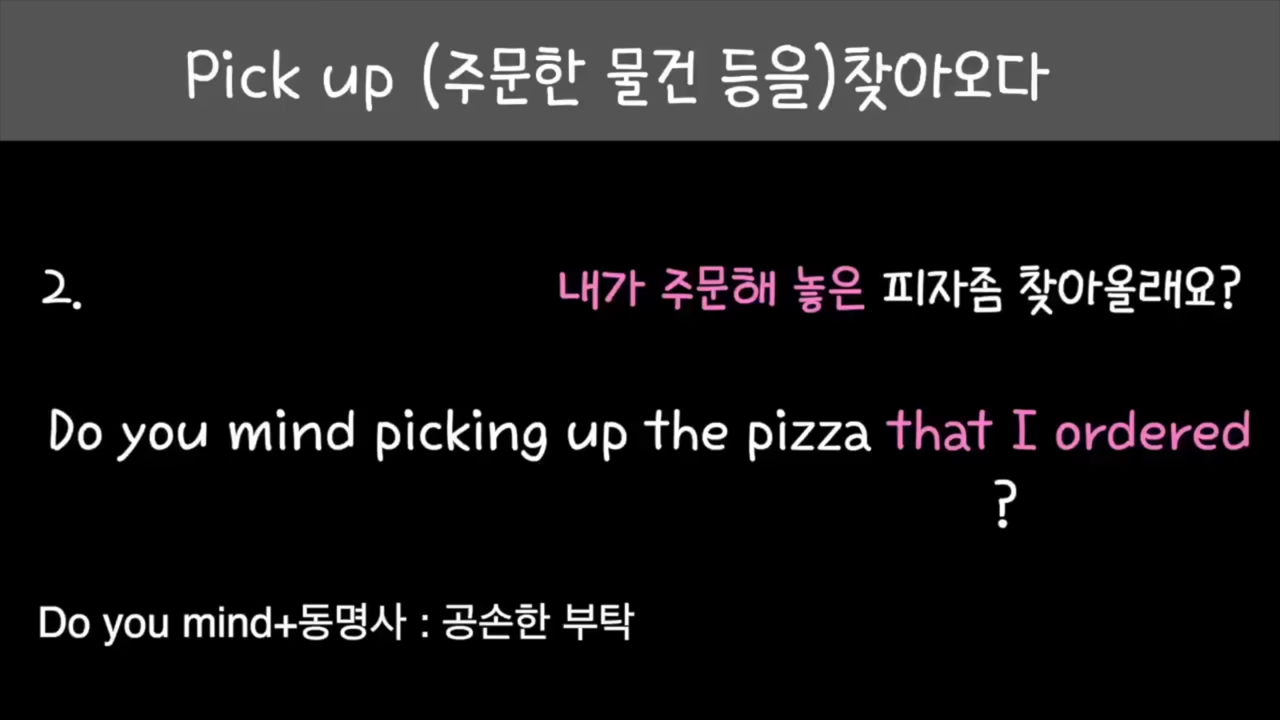 Pick up (주문한 물건 등을)찾아오다
2. 내가 주문해 놓은 피자좀 찾아올래요?
Do you mind picking up the pizza that I ordered
?
Do you mind+동명사 : 공손한 부탁